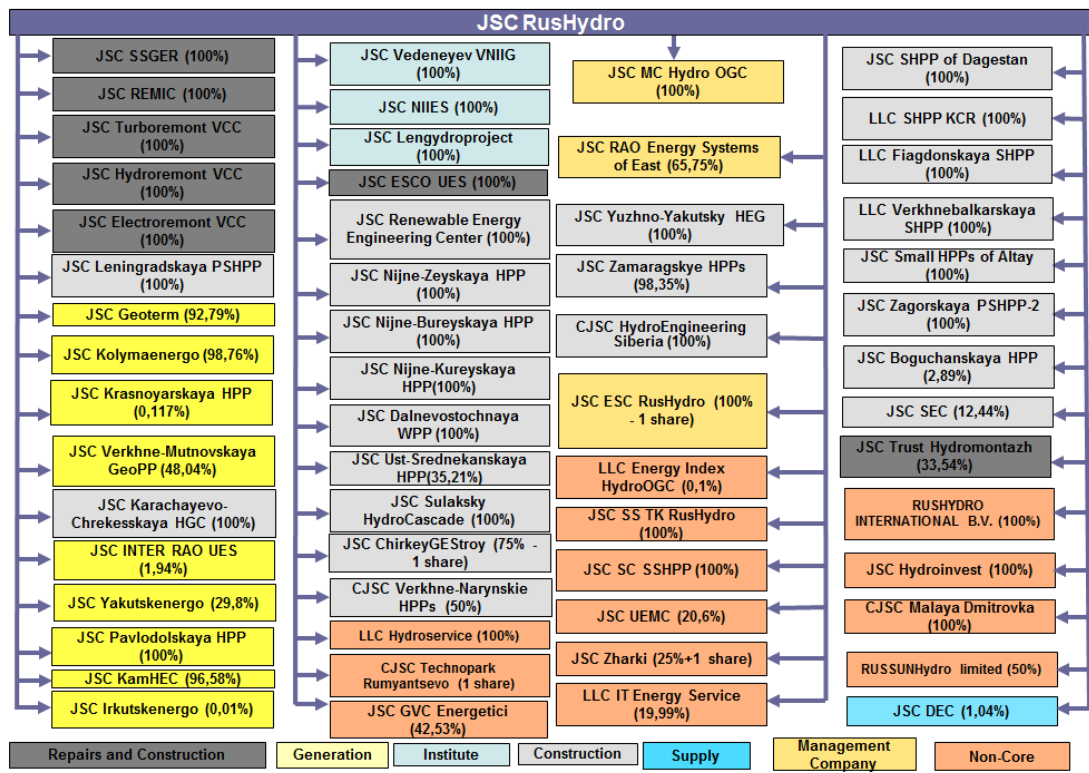 JSC RusHydro
JSC SSGER (100%)
JSC REMIC (100%)
JSC Turboremont VCC
(100%)
JSC Hydroremont VCC
(100%)
JSC Electroremont VCC
(100%)
JSC Leningradskaya PSHPP
(100%)
JSC Geoterm (92,79%)
JSC Kolymaenergo (98,76%)
JSC Krasnoyarskaya HPP
(0,117%)
JSC Verkhne-Mutnovskaya
GeoPP (48,04%)
JSC Karachayevo-
Chrekesskaya HGC (100%)
JSC INTER RAO UES
(1,94%)
JSC Yakutskenergo (29,8%)
JSC Pavlodolskaya HPP
(100%)
JSC KamHEC (96,58%)
JSC Irkutskenergo (0,01%)
JSC Vedeneyev VNIIG
(100%)
JSC NIIES (100%)
JSC Lengydroproject
(100%)
JSC ESCO UES (100%)
JSC Renewable Energy
Engineering Center (100%)
JSC Nijne-Zeyskaya HPP
(100%)
JSC Nijne-Bureyskaya HPP
(100%)
JSC Nijne-Kureyskaya
HPP(100%)
JSC Dalnevostochnaya
WPP (100%)
JSC Ust-Srednekanskaya
HPP(35,21%)
JSC Sulaksky
HydroCascade (100%)
JSC ChirkeyGEStroy (75% -
1 share)
CJSC Verkhne-Narynskie
HPPs (50%)
LLC Hydroservice (100%)
CJSC Technopark
Rumyantsevo (1 share)
JSC GVC Energetici
(42,53%)
JSC MC Hydro OGC
(100%)
JSC RAO Energy Systems
of East (65,75%)
JSC Yuzhno-Yakutsky HEG
(100%)
JSC Zamaragskye HPPs
(98,35%)
CJSC HydroEngineering
Siberia (100%)
JSC ESC RusHydro (100%
- 1 share)
LLC Energy Index
HydroOGC (0,1%)
JSC SS TK RusHydro
(100%)
JSC SC SSHPP (100%)
JSC UEMC (20,6%)
JSC Zharki (25%+1 share)
LLC IT Energy Service
(19,99%)
JSC SHPP of Dagestan
(100%)
LLC SHPP KCR (100%)
LLC Fiagdonskaya SHPP
(100%)
LLC Verkhnebalkarskaya
SHPP (100%)
JSC Small HPPs of Altay
(100%)
JSC Zagorskaya PSHPP-2
(100%)
JSC Boguchanskaya HPP
(2,89%)
JSC SEC (12,44%)
JSC Trust Hydromontazh
(33,54%)
RUSHYDRO
INTERNATIONAL B.V. (100%)
JSC Hydroinvest (100%)
CJSC Malaya Dmitrovka
(100%)
RUSSUNHydro limited (50%)
JSC DEC (1,04%)
Repairs and Construction
Generation
Institute
Construction
Supply
Management
Company
Non-Core